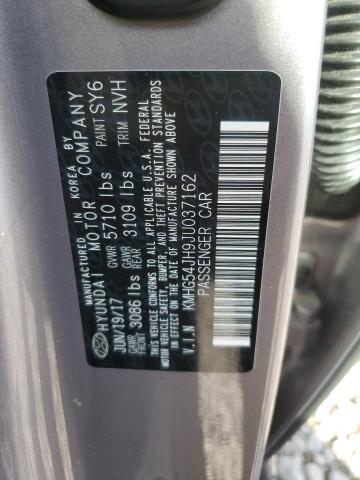 MFD. IN KOREA BY
HYUNDAI MOTOR COMPANY
JUN/19/17 GVWR 5710 lbs PAINT SY6
GAWR FRONT 3086 lbs GAWR REAR 3109 lbs TRIM NVH
THIS VEHICLE CONFORMS TO ALL APPLICABLE U.S.A. FEDERAL
MOTOR VEHICLE SAFETY, BUMPER, AND THEFT PREVENTION
STANDARDS IN EFFECT ON THE DATE OF MANUFACTURE
SHOWN ABOVE.
V.I.N KMHG54JH9JU037162
PASSENGER CAR